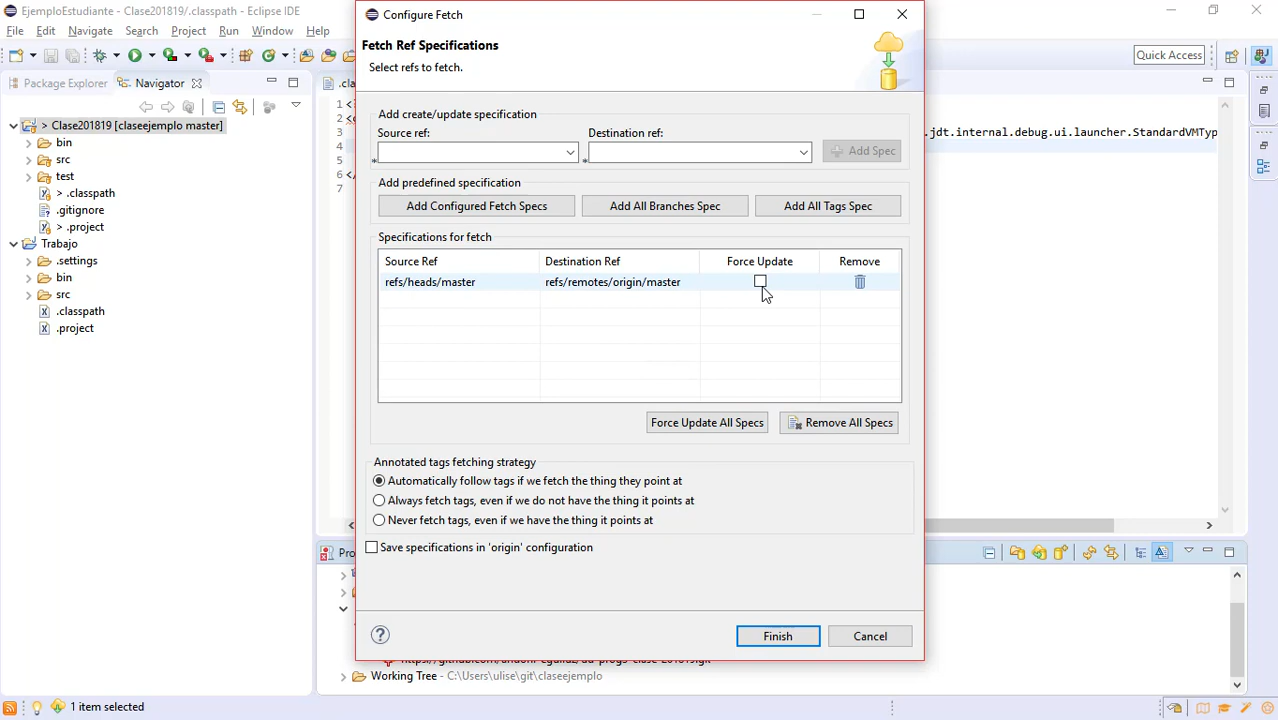 EjemploEstudiante - Clase201819/.classpath - Eclipse IDE
File Edit Navigate Search Project Run Window Help
Quick Access
Package Explorer
Navigator
> Clase201819 [claseejemplo master]
bin
src
test
> .classpath
.gitignore
> .project
Trabajo
.settings
bin
src
.classpath
.project
1
2
3
4
5
6
7
.jdt.internal.debug.ui.launcher.StandardVMTyp
Configure Fetch
Fetch Ref Specifications
Select refs to fetch.
Add create/update specification
Source ref: Destination ref:
Add Spec
Add predefined specification
Add Configured Fetch Specs Add All Branches Spec Add All Tags Spec
Specifications for fetch
Source Ref Destination Ref Force Update Remove
refs/heads/master refs/remotes/origin/master
Force Update All Specs Remove All Specs
Annotated tags fetching strategy
Automatically follow tags if we fetch the thing they point at
Always fetch tags, even if we do not have the thing it points at
Never fetch tags, even if we have the thing it points at
Save specifications in 'origin' configuration
Finish Cancel
Working Tree - C:\Users\ulise\git\claseejemplo
1 item selected